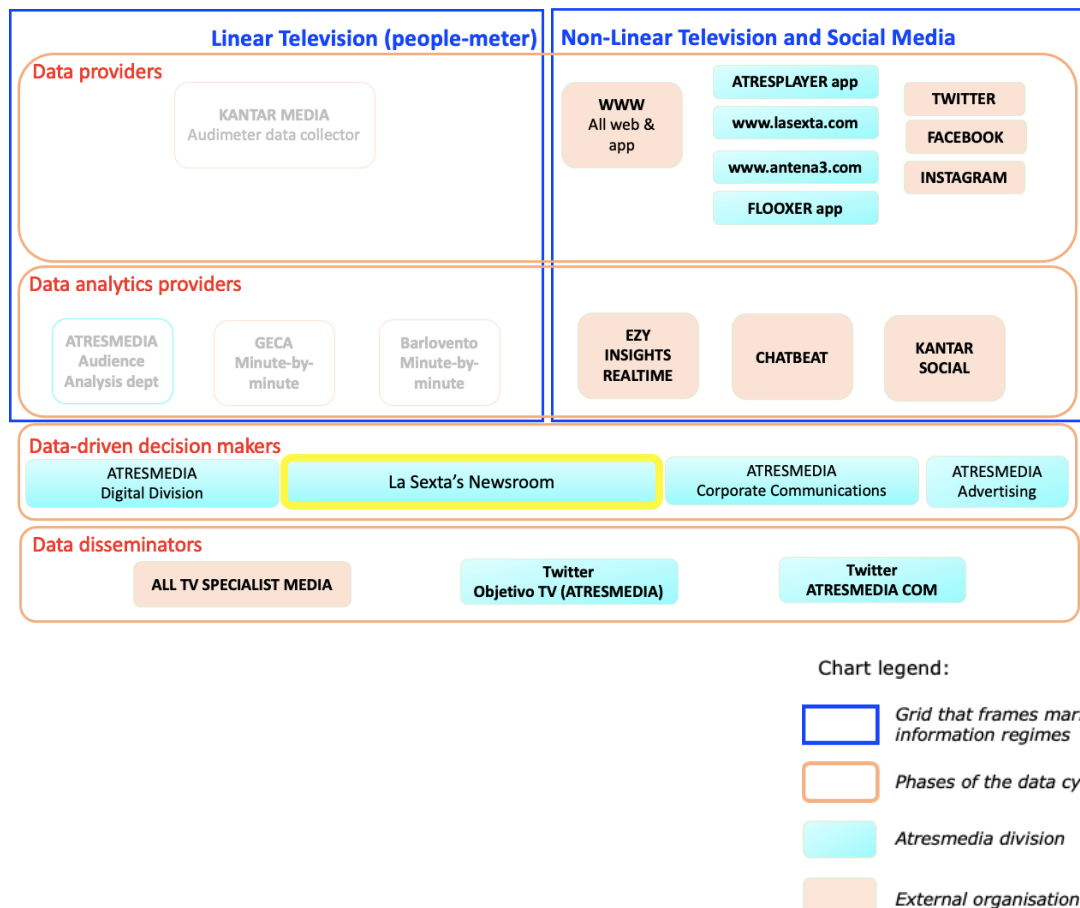 Linear Television (people-meter)
Non-Linear Television and Social Media
Data providers
KANTAR MEDIA
Audimeter data collector
WWW
All web &
app
ATRESPLAYER app
www.lasexta.com
www.antena3.com
FLOOXER app
TWITTER
FACEBOOK
INSTAGRAM
Data analytics providers
ATRESMEDIA
Audience
Analysis dept
GECA
Minute-by-
minute
Barlovento
Minute-by-
minute
EZY
INSIGHTS
REALTIME
CHATBEAT
KANTAR
SOCIAL
Data-driven decision makers
ATRESMEDIA
Digital Division
La Sexta's Newsroom
ATRESMEDIA
Corporate Communications
ATRESMEDIA
Advertising
Data disseminators
ALL TV SPECIALIST MEDIA
Twitter
Objetivo TV (ATRESMEDIA)
Twitter
ATRESMEDIA COM
Chart legend:
Grid that frames
information regimes
Phases of the data
Atresmedia division
External organisation